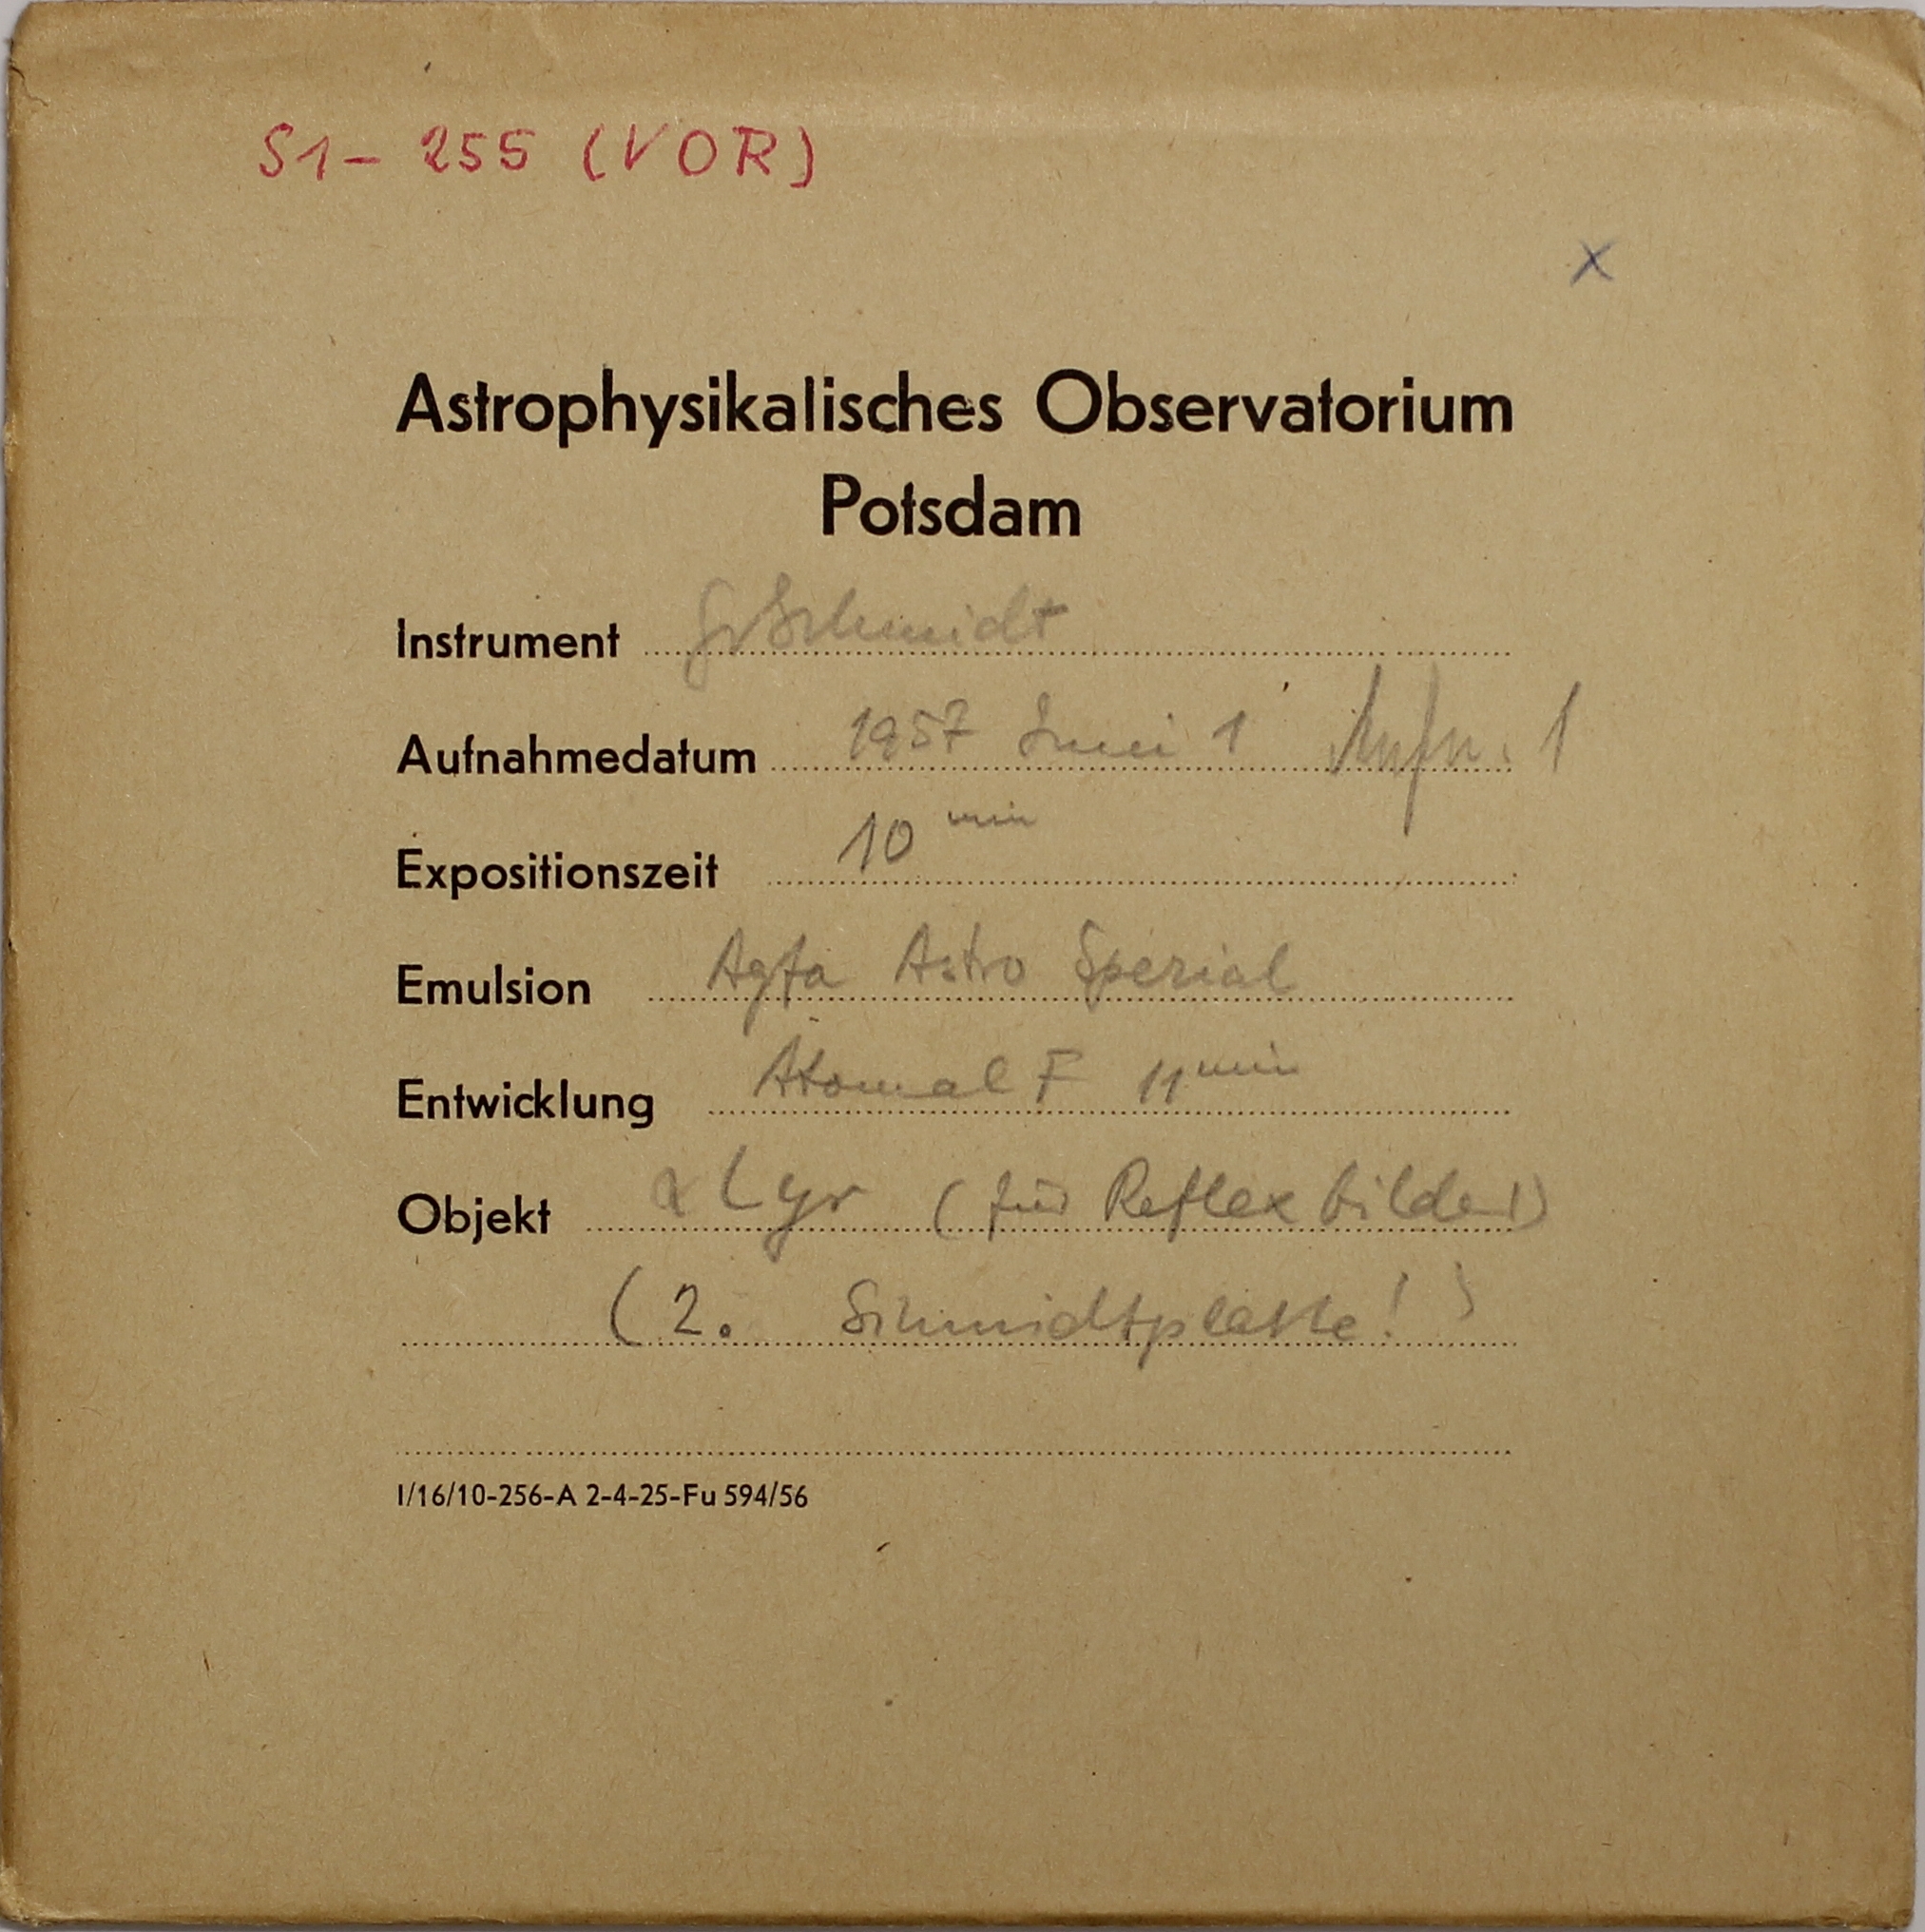 S1 - 255 (VOR)
x
Astrophysikalisches Observatorium
Potsdam
Instrument Gr Schmidt
Aufnahmedatum 1957 Juni 1 Aufn. 1
Expositionszeit 10 min
Emulsion Agfa Astro Spezial
Entwicklung Atomal F 11 min
Objekt α Lyr (für Reflexbilder)
(2. Schmidtplatte!)
I/16/10-256-A 2-4-25-Fu 594/56